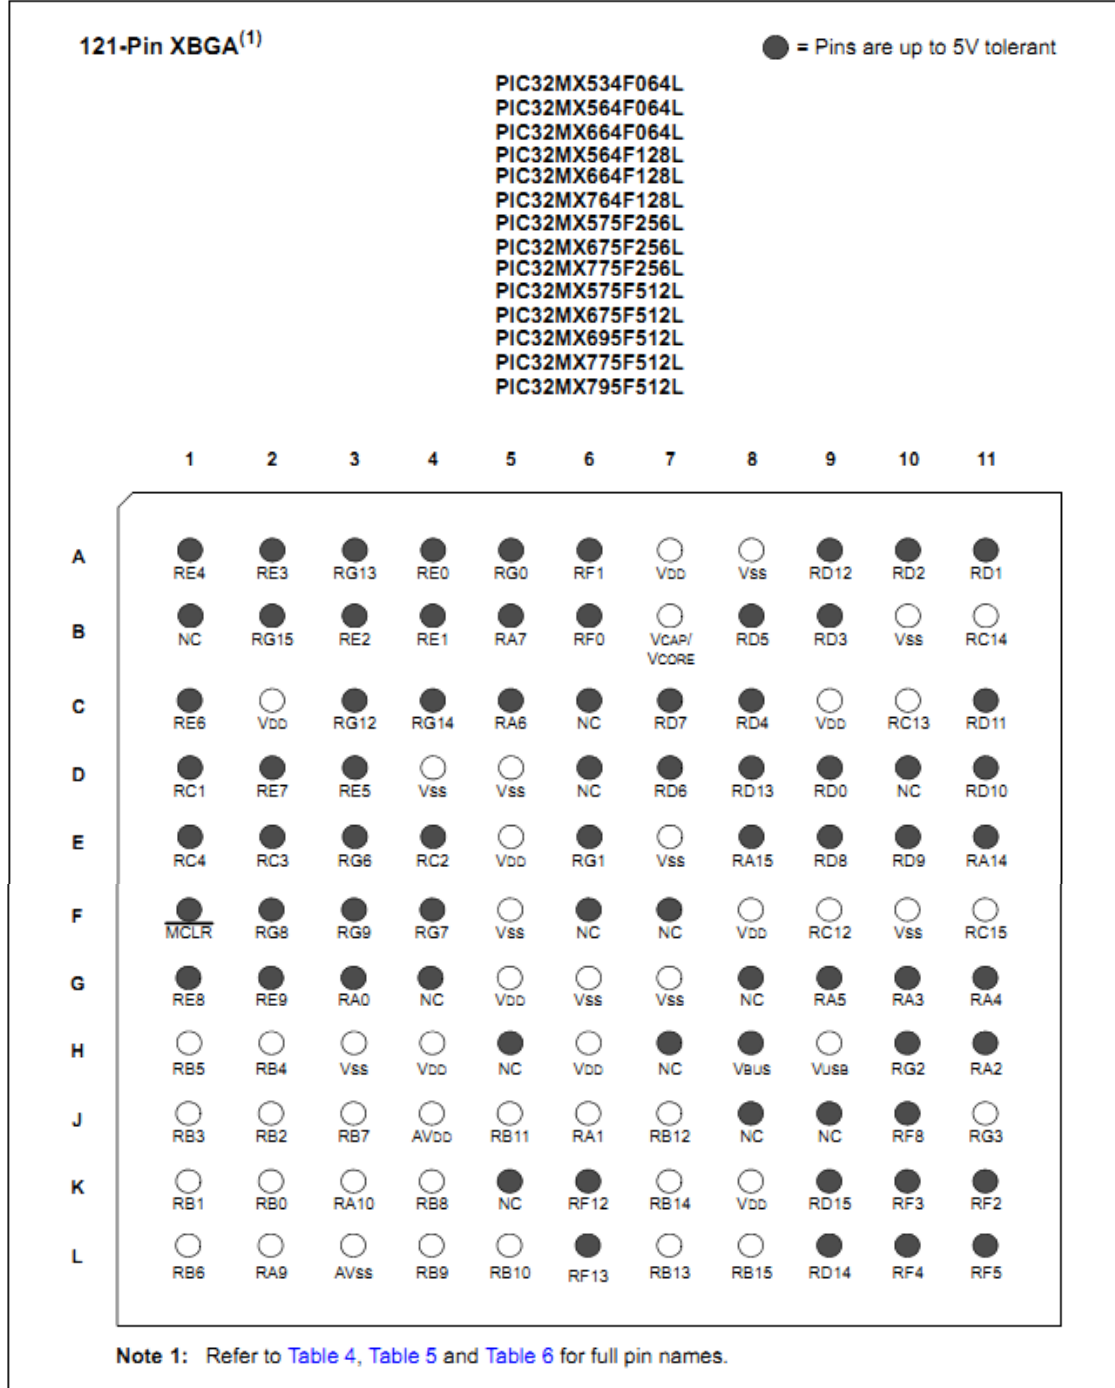 121-Pin XBGA(1)
= Pins are up to 5V tolerant
PIC32MX534F064L
PIC32MX564F064L
PIC32MX664F064L
PIC32MX564F128L
PIC32MX664F128L
PIC32MX764F128L
PIC32MX575F256L
PIC32MX675F256L
PIC32MX775F256L
PIC32MX575F512L
PIC32MX675F512L
PIC32MX695F512L
PIC32MX775F512L
PIC32MX795F512L
1 2 3 4 5 6 7 8 9 10 11
A
RE4 RE3 RG13 RE0 RG0 RF1 VDD VSS RD12 RD2 RD1
B
NC RG15 RE2 RE1 RA7 RF0 VCAP/ RD5 RD3 VSS RC14
VCORE
C
RE6 VDD RG12 RG14 RA6 NC RD7 RD4 VDD RC13 RD11
D
RC1 RE7 RE5 VSS VSS NC RD6 RD13 RD0 NC RD10
E
RC4 RC3 RG6 RC2 VDD RG1 VSS RA15 RD8 RD9 RA14
F
MCLR RG8 RG9 RG7 VSS NC NC VDD RC12 VSS RC15
G
RE8 RE9 RA0 NC VDD VSS VSS NC RA5 RA3 RA4
H
RB5 RB4 VSS VDD NC VDD NC VBUS VUSB RG2 RA2
J
RB3 RB2 RB7 AVDD RB11 RA1 RB12 NC NC RF8 RG3
K
RB1 RB0 RA10 RB8 NC RF12 RB14 VDD RD15 RF3 RF2
L
RB6 RA9 AVSS RB9 RB10 RF13 RB13 RB15 RD14 RF4 RF5
Note 1: Refer to Table 4, Table 5 and Table 6 for full pin names.